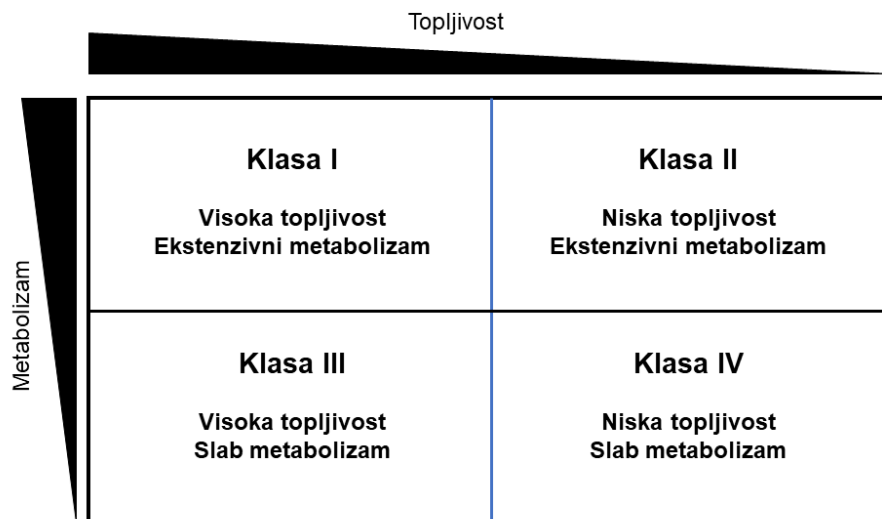 Topljivost
Metabolizam
Klasa I
Visoka topljivost
Ekstenzivni metabolizam
Klasa II
Niska topljivost
Ekstenzivni metabolizam
Klasa III
Visoka topljivost
Slab metabolizam
Klasa IV
Niska topljivost
Slab metabolizam